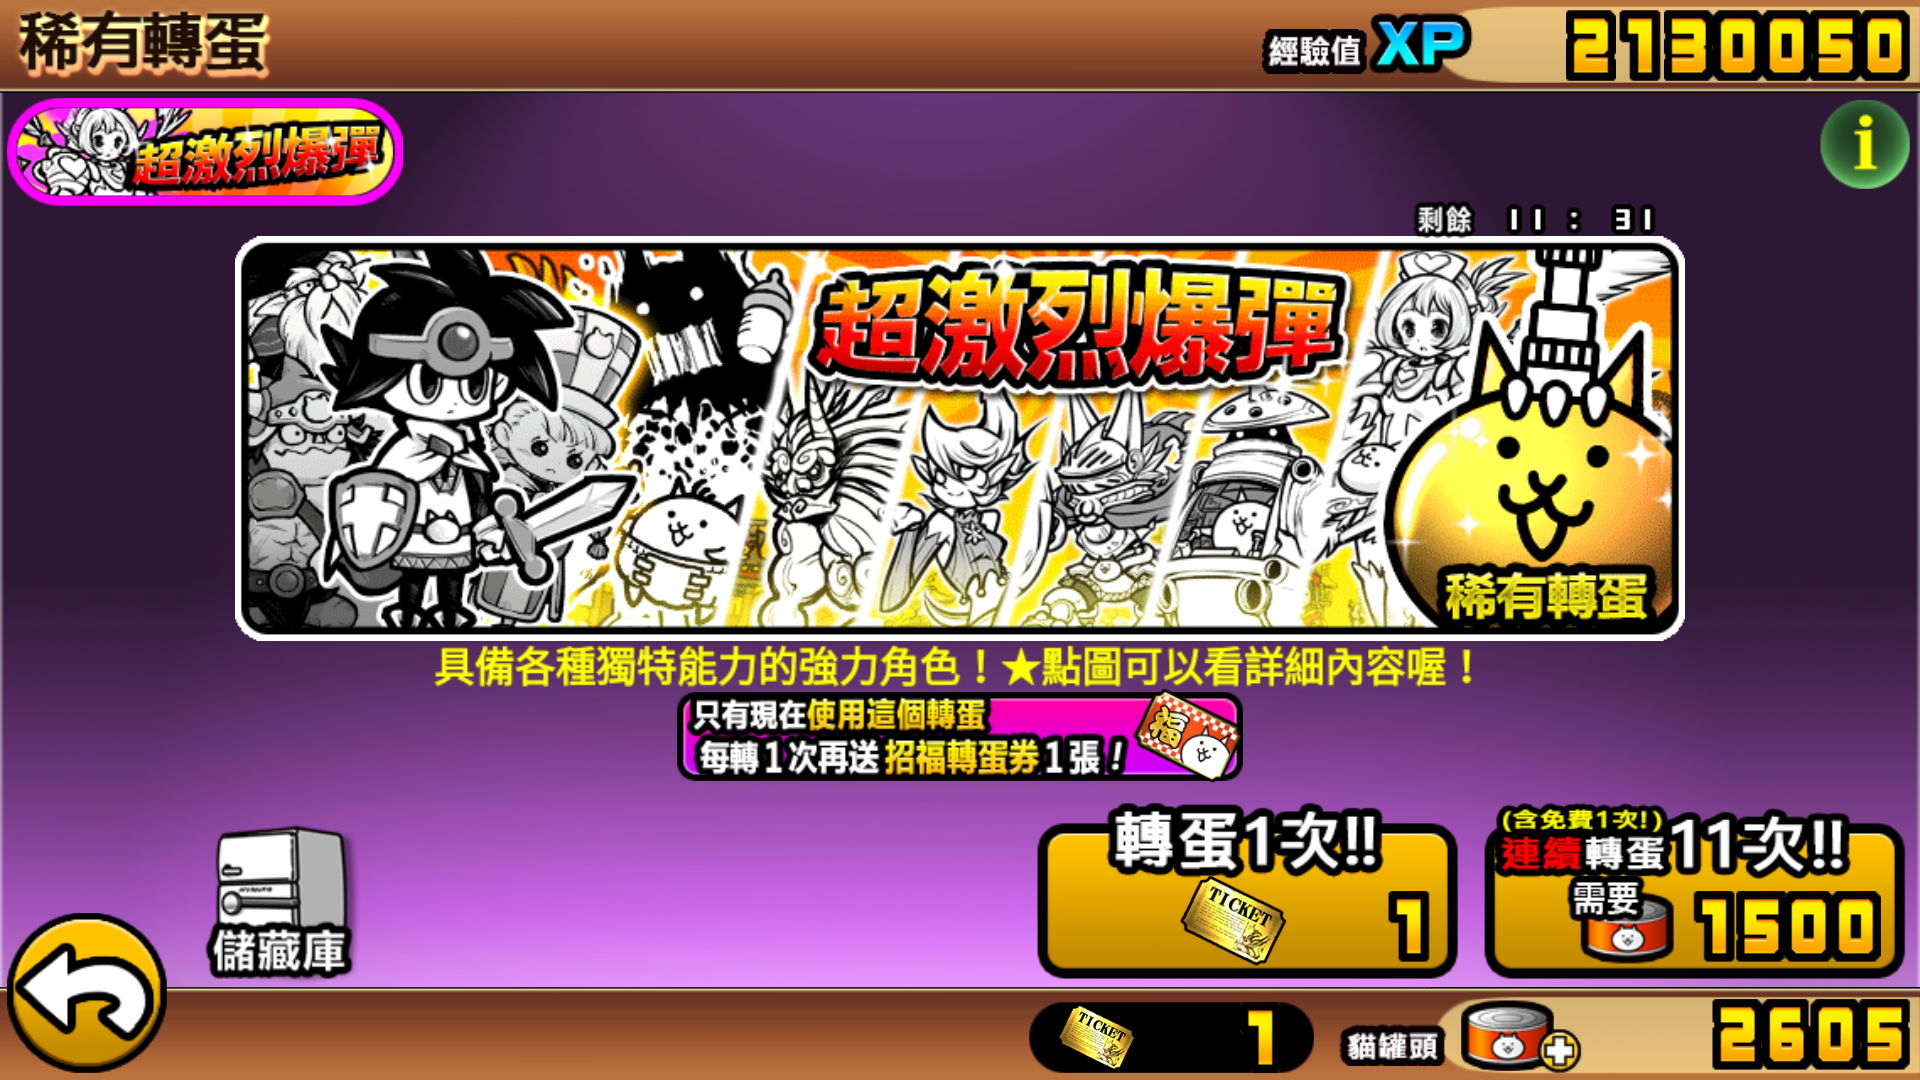 稀有轉蛋
經驗值 XP 2130050
超激烈爆彈
i
剩餘 11 : 31
超激烈爆彈
稀有轉蛋
具備各種獨特能力的強力角色！★點圖可以看詳細內容喔！
只有現在使用這個轉蛋
每轉1次再送招福轉蛋券1張！
福
轉蛋1次!!
TICKET 1
(含免費1次!)
連續轉蛋11次!!
需要 1500
儲藏庫
TICKET 1
貓罐頭 2605